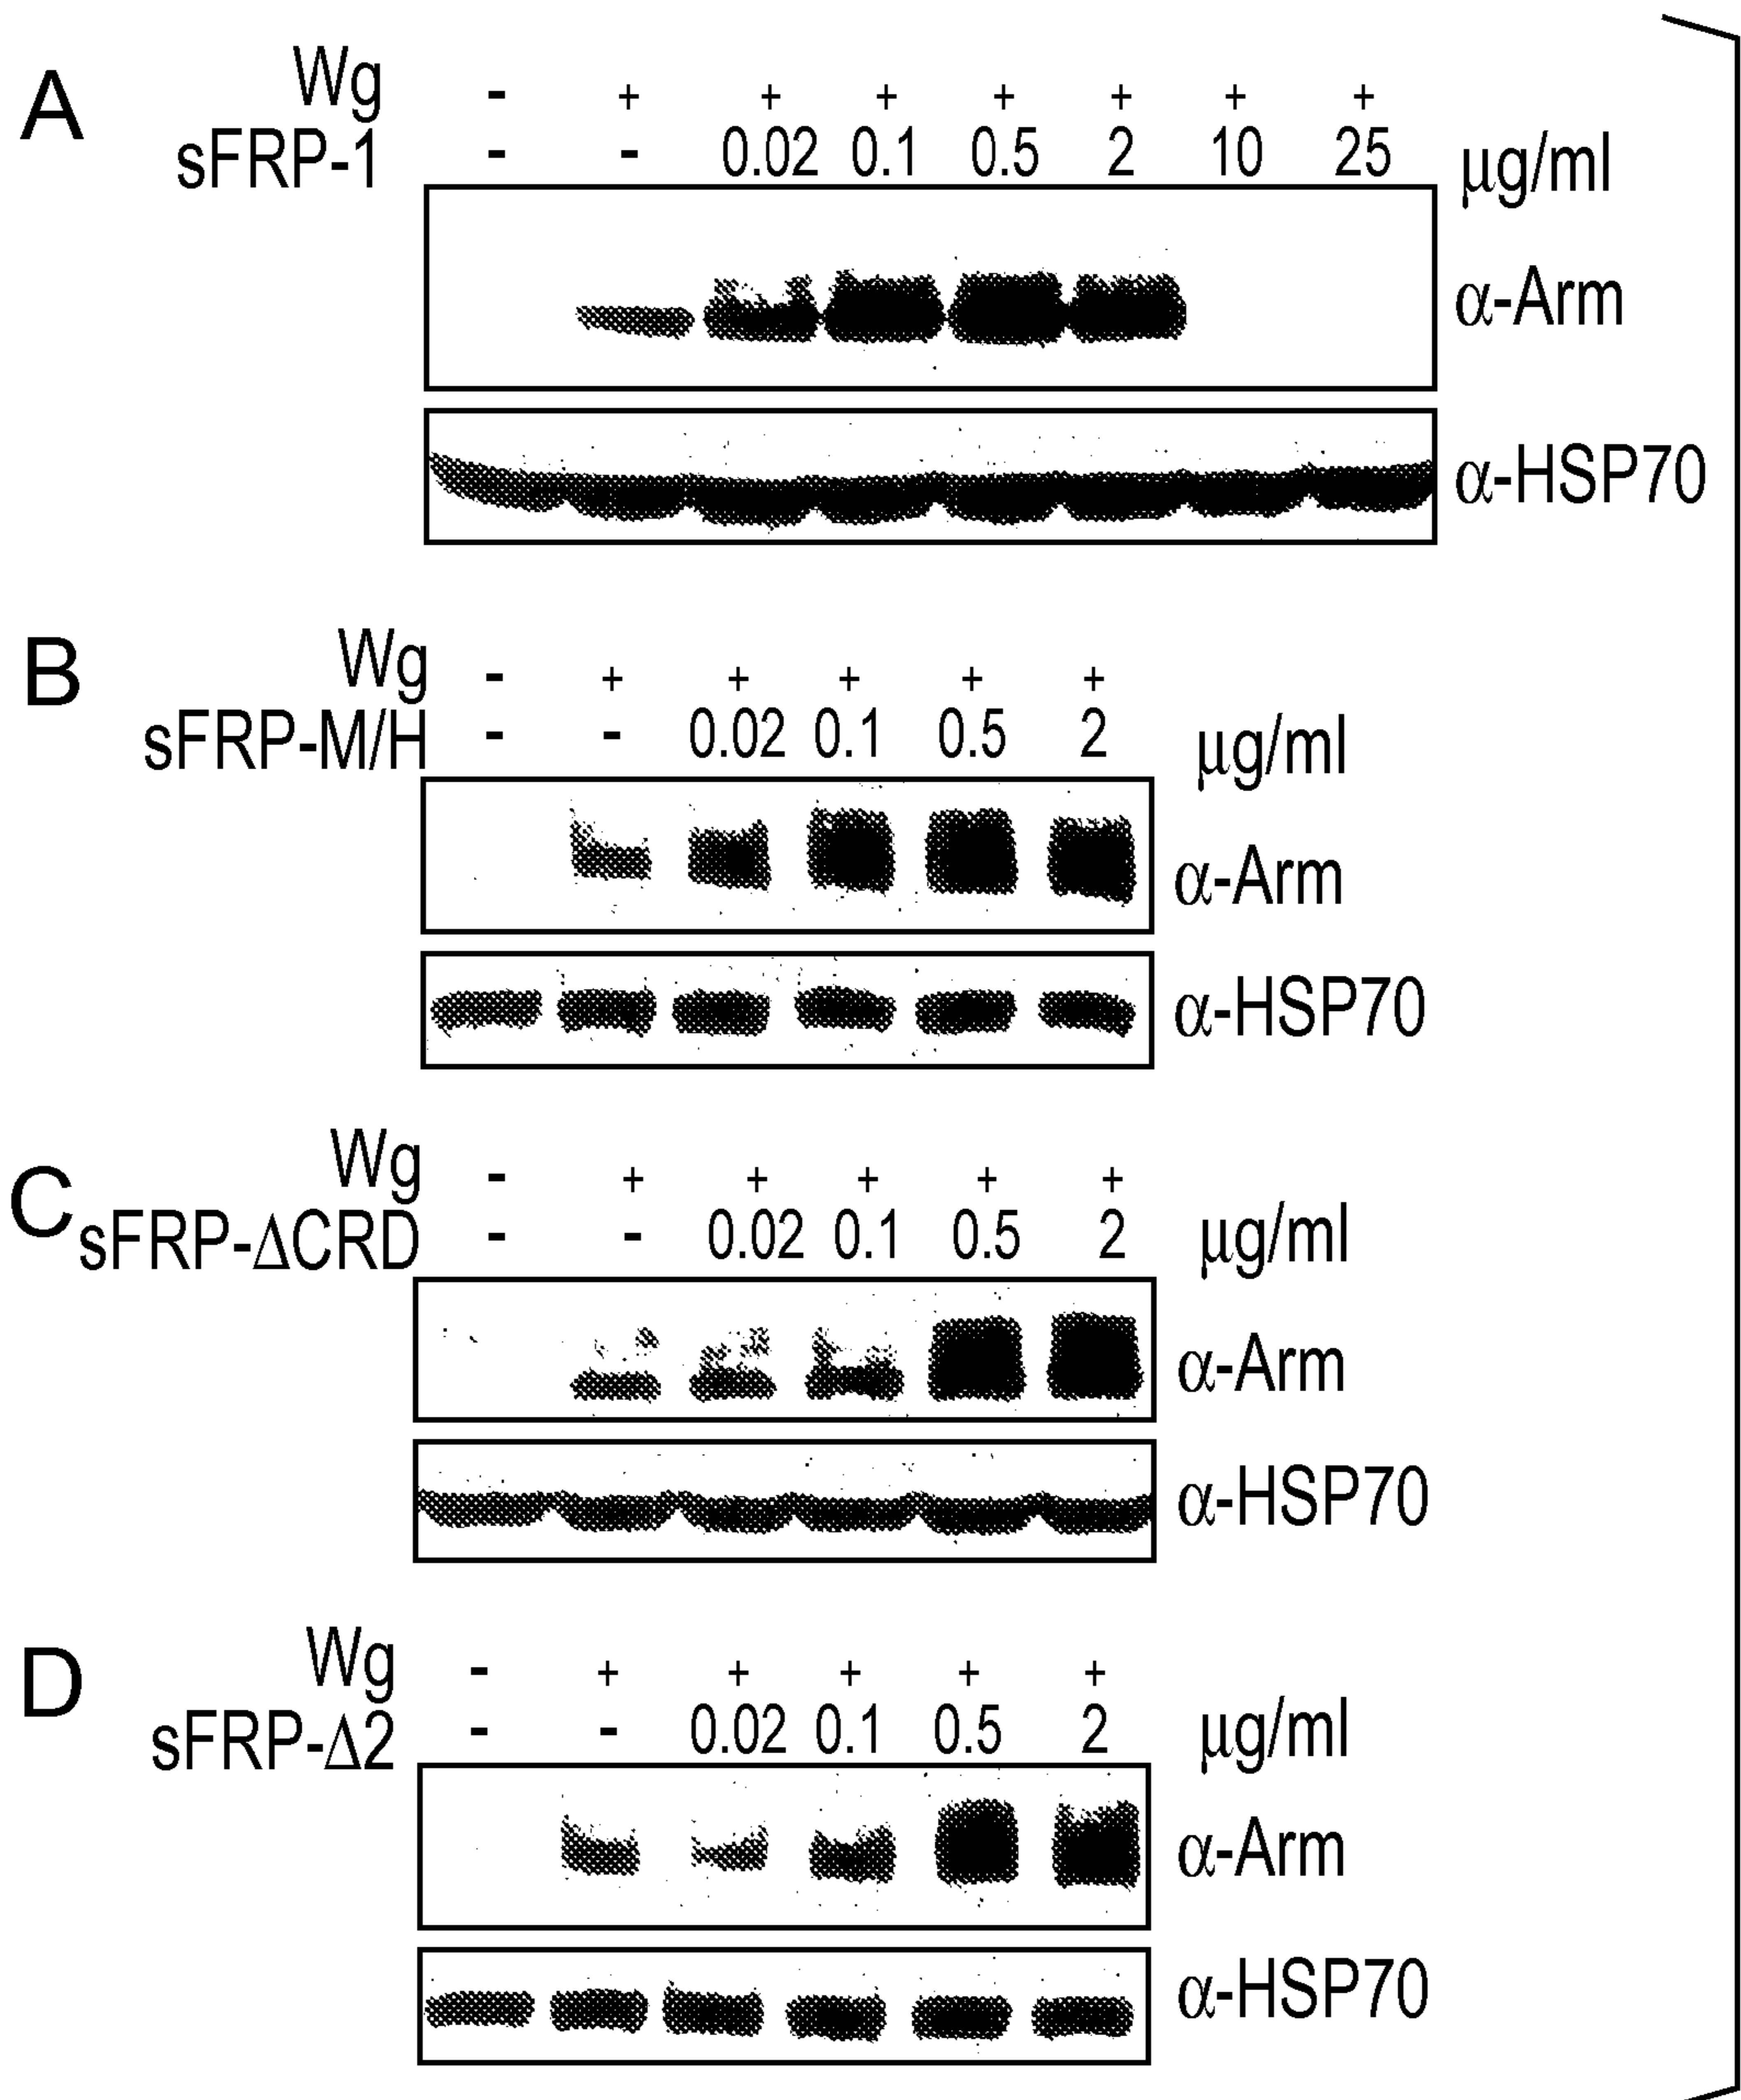 A
Wg - + + + + + + +
sFRP-1 - - 0.02 0.1 0.5 2 10 25 μg/ml
α-Arm
α-HSP70
B
Wg - + + + + +
sFRP-M/H - - 0.02 0.1 0.5 2 μg/ml
α-Arm
α-HSP70
C
Wg - + + + + +
sFRP-ΔCRD - - 0.02 0.1 0.5 2 μg/ml
α-Arm
α-HSP70
D
Wg - + + + + +
sFRP-Δ2 - - 0.02 0.1 0.5 2 μg/ml
α-Arm
α-HSP70